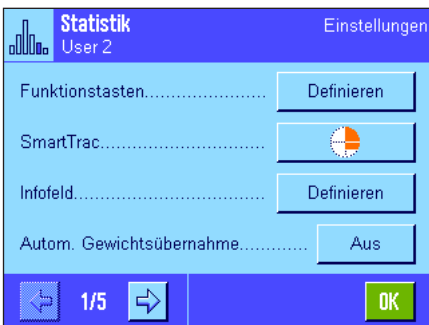 Statistik Einstellungen
User 2
Funktionstasten....................... Definieren
SmartTrac...............................
Infofeld.................................... Definieren
Autom. Gewichtsübernahme............ Aus
1/5 OK